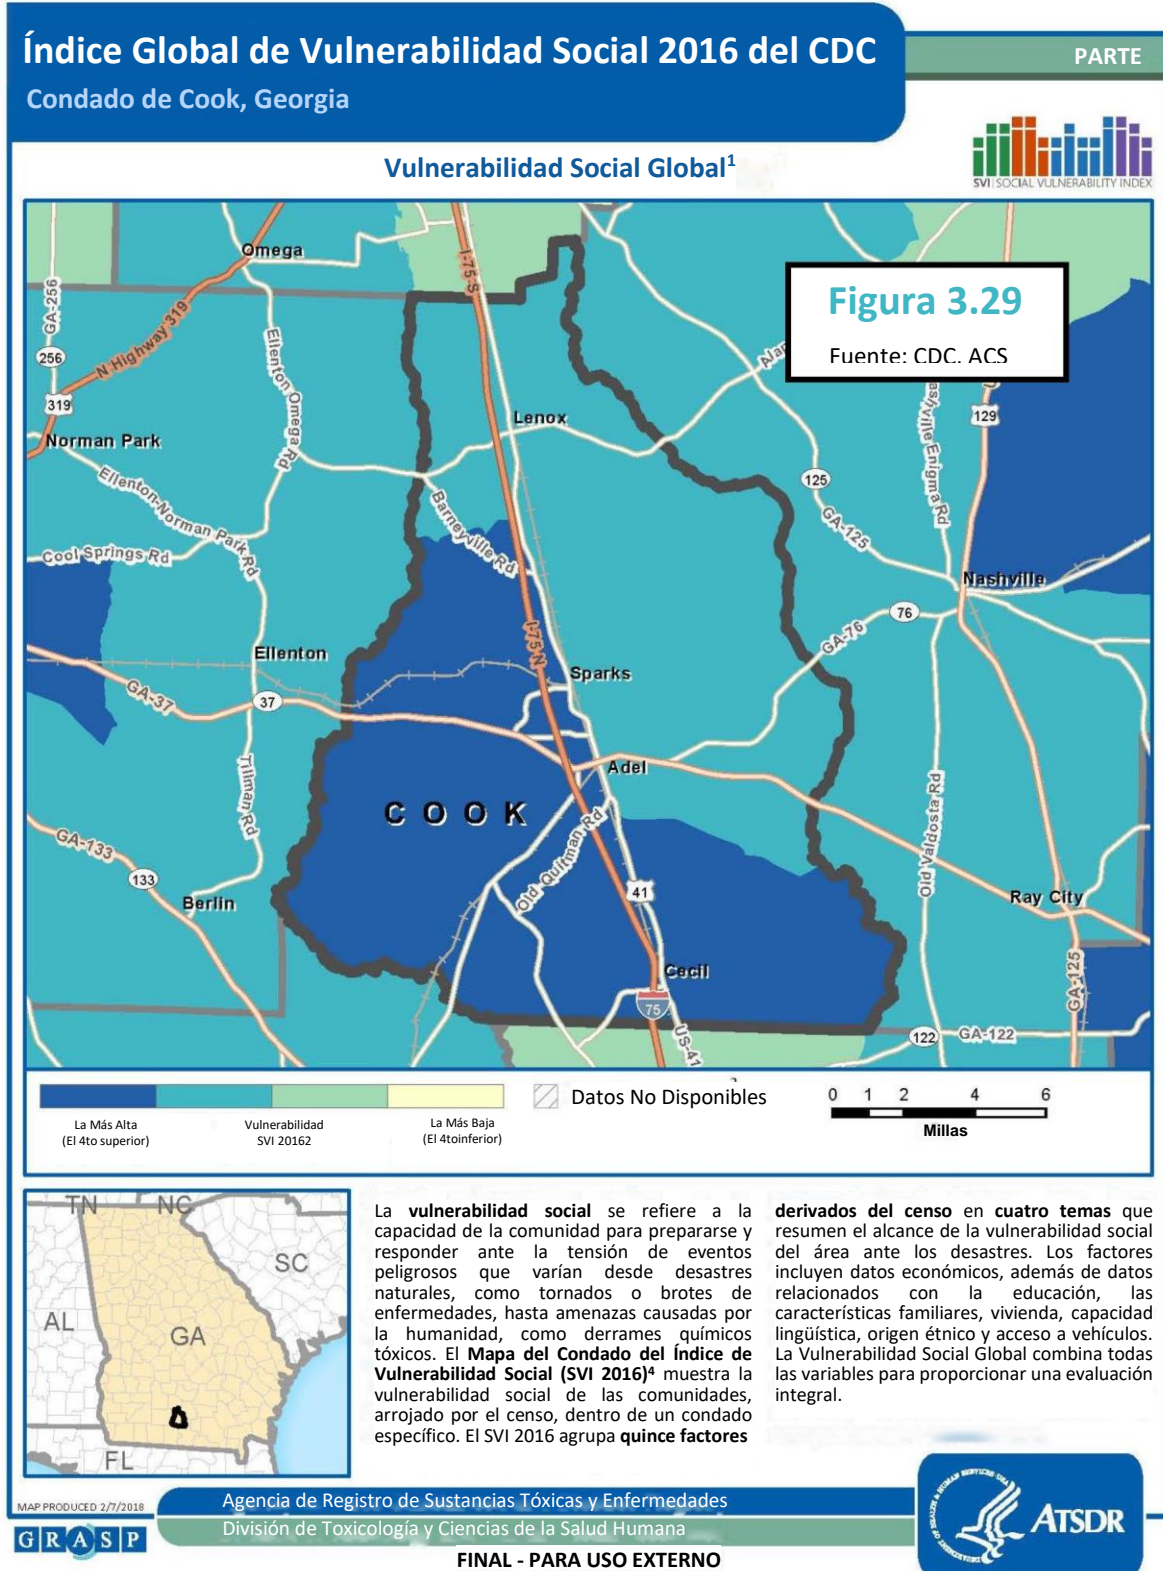 Índice Global de Vulnerabilidad Social 2016 del CDC
Condado de Cook, Georgia
PARTE
Vulnerabilidad Social Global¹
SVI SOCIAL VULNERABILITY INDEX
Figura 3.29
Fuente: CDC, ACS
Omega
I-75 S
GA-256
N Highway 319
256
319
Ellenton Omega Rd
Norman Park
Lenox
129
Ellenton-Norman Park Rd
Barneyville Rd
125
GA-125
Cool Springs Rd
Nashville
76
GA-76
I-75 N
Ellenton
Sparks
GA-37
37
Adel
Tillman Rd
COOK
Old Quitman Rd
Old Valdosta Rd
GA-133
133
41
Berlin
Ray City
Cecil
75
GA-125
US-41
122
GA-122
La Más Alta
(El 4to superior)
Vulnerabilidad
SVI 20162
La Más Baja
(El 4toinferior)
Datos No Disponibles
0 1 2 4 6
Millas
TN
NC
SC
AL
GA
FL
La vulnerabilidad social se refiere a la
capacidad de la comunidad para prepararse y
responder ante la tensión de eventos
peligrosos que varían desde desastres
naturales, como tornados o brotes de
enfermedades, hasta amenazas causadas por
la humanidad, como derrames químicos
tóxicos. El Mapa del Condado del Índice de
Vulnerabilidad Social (SVI 2016)⁴ muestra la
vulnerabilidad social de las comunidades,
arrojado por el censo, dentro de un condado
específico. El SVI 2016 agrupa quince factores
derivados del censo en cuatro temas que
resumen el alcance de la vulnerabilidad social
del área ante los desastres. Los factores
incluyen datos económicos, además de datos
relacionados con la educación, las
características familiares, vivienda, capacidad
lingüística, origen étnico y acceso a vehículos.
La Vulnerabilidad Social Global combina todas
las variables para proporcionar una evaluación
integral.
MAP PRODUCED 2/7/2018
GRASP
Agencia de Registro de Sustancias Tóxicas y Enfermedades
División de Toxicología y Ciencias de la Salud Humana
FINAL - PARA USO EXTERNO
ATSDR